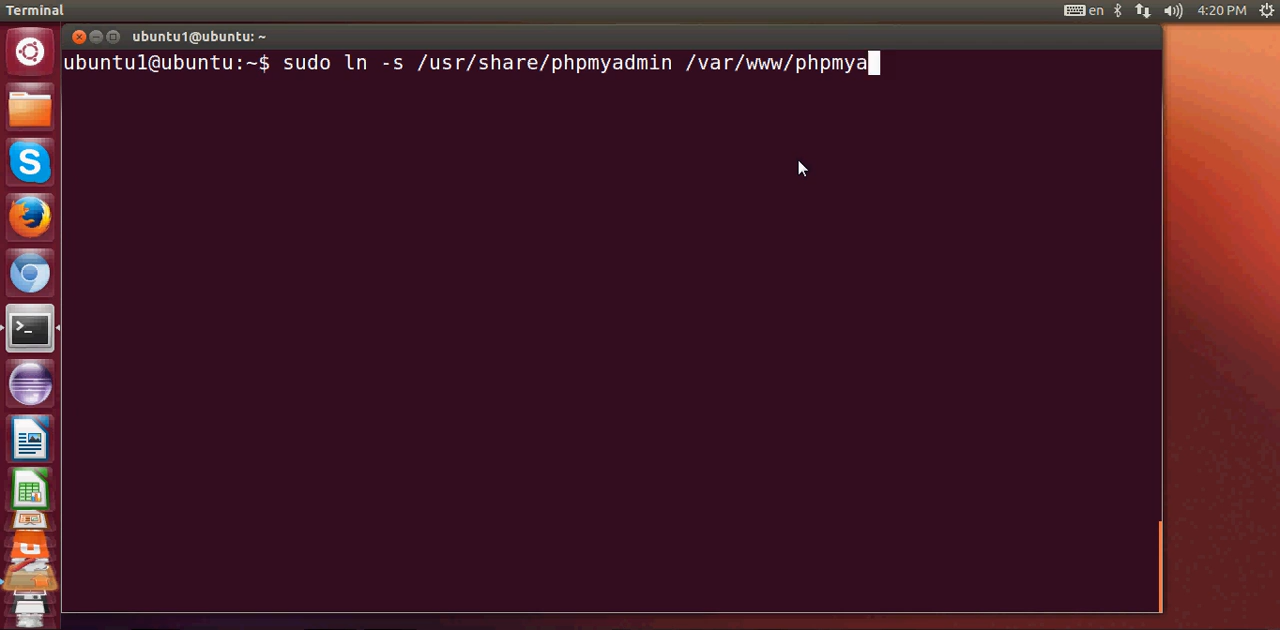 Terminal
en
4:20 PM
ubuntu1@ubuntu: ~
ubuntu1@ubuntu:~$ sudo ln -s /usr/share/phpmyadmin /var/www/phpmya